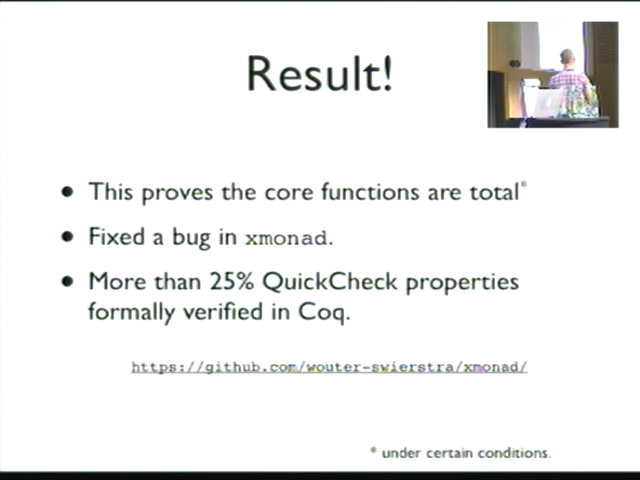 Result!
• This proves the core functions are total*
• Fixed a bug in xmonad.
• More than 25% QuickCheck properties
formally verified in Coq.
https://github.com/wouter-swierstra/xmonad/
* under certain conditions.